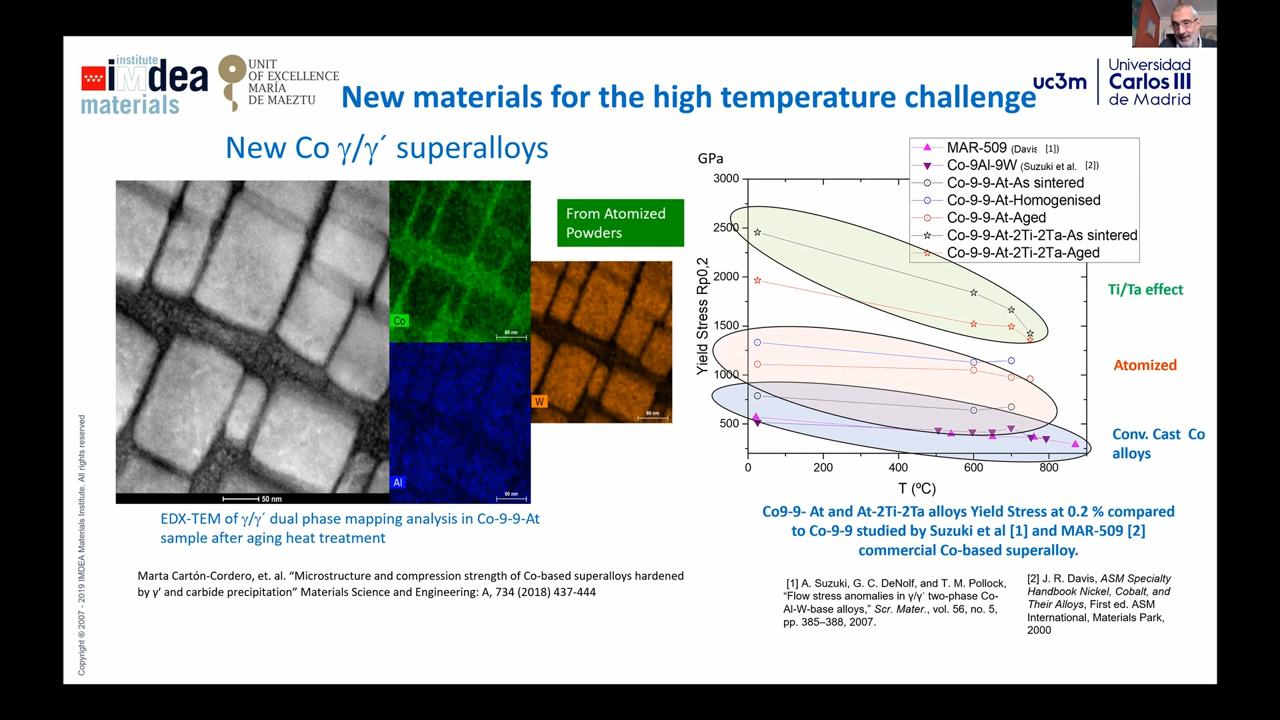 institute
iMdea
materials
UNIT
OF EXCELLENCE
MARÍA
DE MAEZTU
New materials for the high temperature challenge
uc3m
Universidad
Carlos III
de Madrid
New Co γ/γ´ superalloys
From Atomized
Powders
Co
60 nm
W
60 nm
Al
60 nm
50 nm
EDX-TEM of γ/γ´ dual phase mapping analysis in Co-9-9-At
sample after aging heat treatment
Marta Cartón-Cordero, et. al. “Microstructure and compression strength of Co-based superalloys hardened
by γ′ and carbide precipitation” Materials Science and Engineering: A, 734 (2018) 437-444
Copyright ® 2007 - 2019 IMDEA Materials Institute. All rights reserved
GPa
MAR-509 (Davis [1])
Co-9Al-9W (Suzuki et al. [2])
Co-9-9-At-As sintered
Co-9-9-At-Homogenised
Co-9-9-At-Aged
Co-9-9-At-2Ti-2Ta-As sintered
Co-9-9-At-2Ti-2Ta-Aged
Yield Stress Rp0,2
3000
2500
2000
1500
1000
500
0 200 400 600 800
T (ºC)
Ti/Ta effect
Atomized
Conv. Cast Co
alloys
Co9-9- At and At-2Ti-2Ta alloys Yield Stress at 0.2 % compared
to Co-9-9 studied by Suzuki et al [1] and MAR-509 [2]
commercial Co-based superalloy.
[1] A. Suzuki, G. C. DeNolf, and T. M. Pollock,
“Flow stress anomalies in γ/γ′ two-phase Co-
Al-W-base alloys,” Scr. Mater., vol. 56, no. 5,
pp. 385–388, 2007.
[2] J. R. Davis, ASM Specialty
Handbook Nickel, Cobalt, and
Their Alloys, First ed. ASM
International, Materials Park,
2000